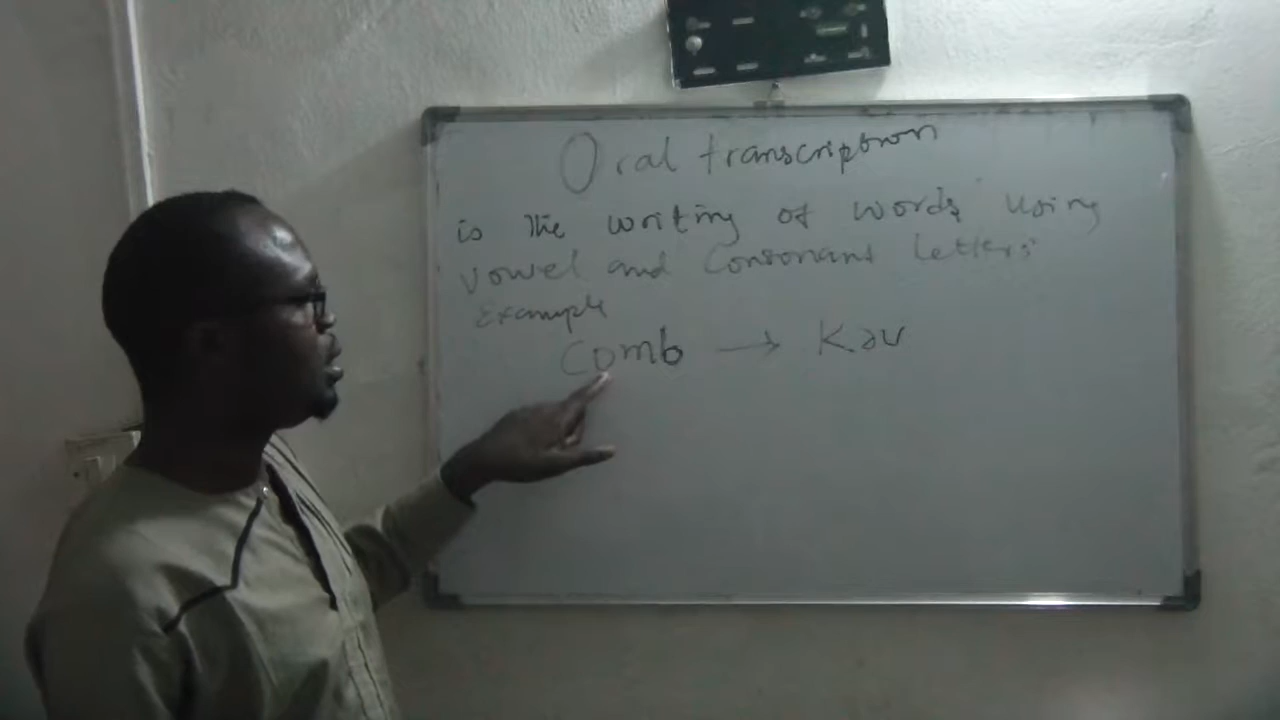 Oral transcription
is the writing of words using
vowel and consonant letters:
Example
comb → Kəʊ